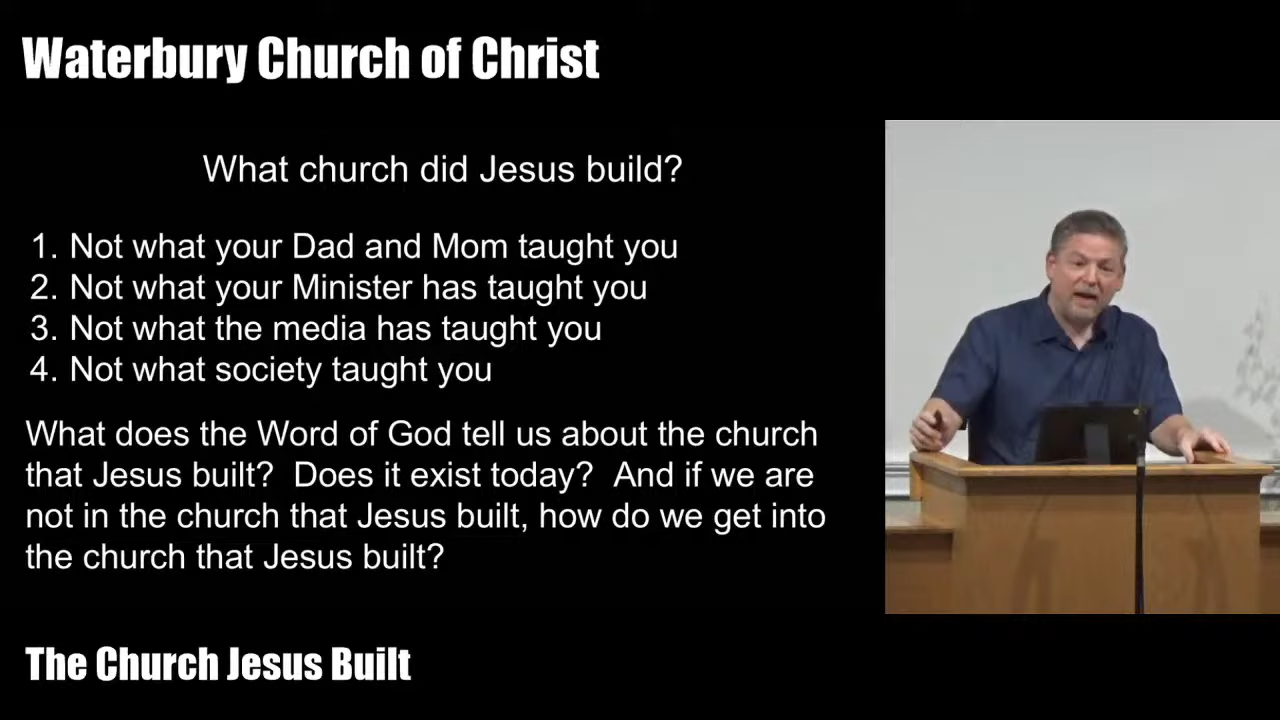 Waterbury Church of Christ
What church did Jesus build?
1. Not what your Dad and Mom taught you
2. Not what your Minister has taught you
3. Not what the media has taught you
4. Not what society taught you
What does the Word of God tell us about the church
that Jesus built?  Does it exist today?  And if we are
not in the church that Jesus built, how do we get into
the church that Jesus built?
The Church Jesus Built